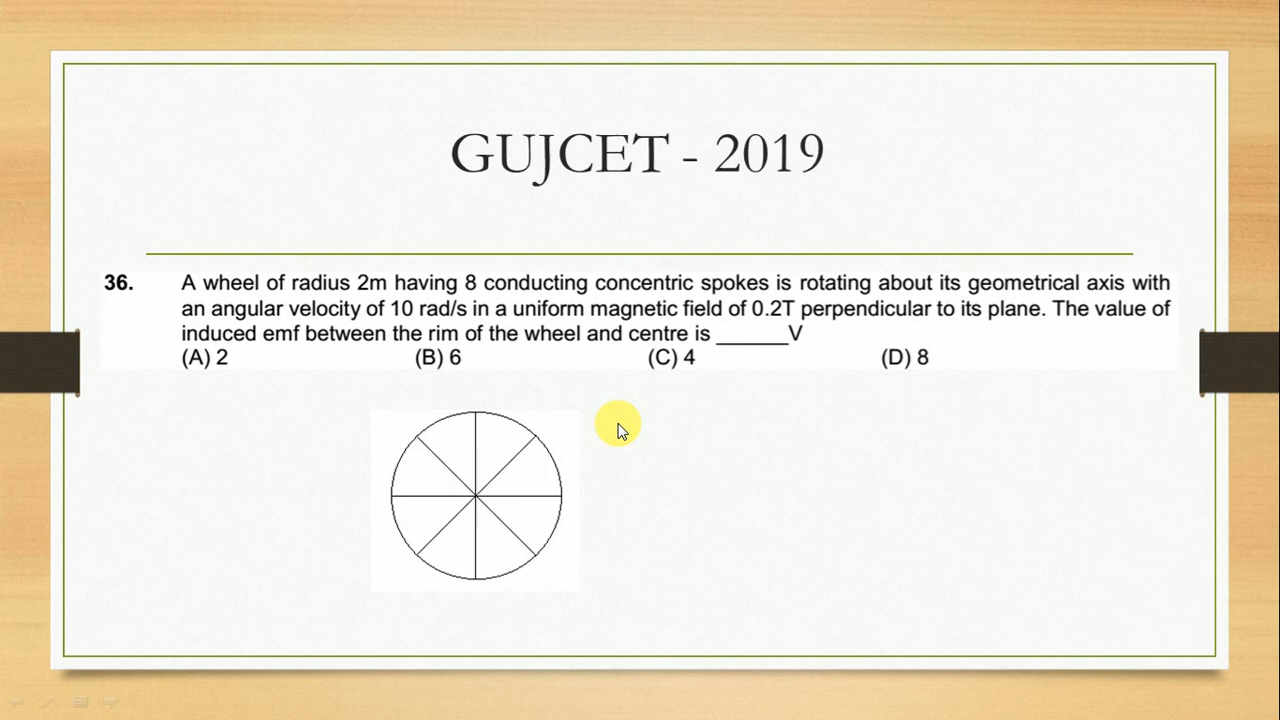 GUJCET - 2019
36. A wheel of radius 2m having 8 conducting concentric spokes is rotating about its geometrical axis with
an angular velocity of 10 rad/s in a uniform magnetic field of 0.2T perpendicular to its plane. The value of
induced emf between the rim of the wheel and centre is ______V
(A) 2 (B) 6 (C) 4 (D) 8